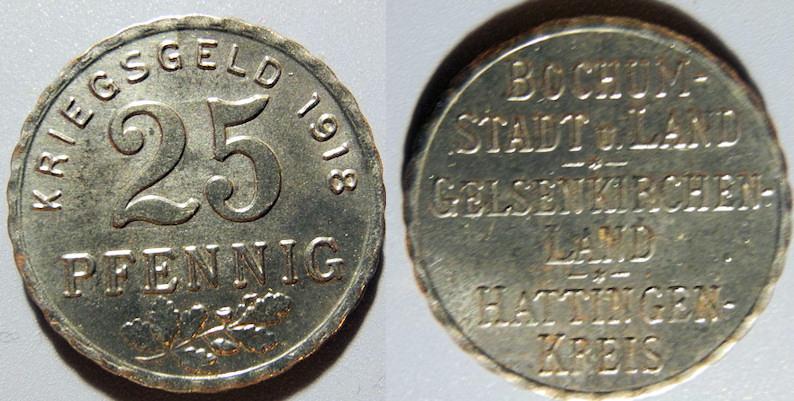 KRIEGSGELD 1918
25
PFENNIG
BOCHUM-
STADT u. LAND
GELSENKIRCHEN-
LAND
HATTINGEN-
KREIS